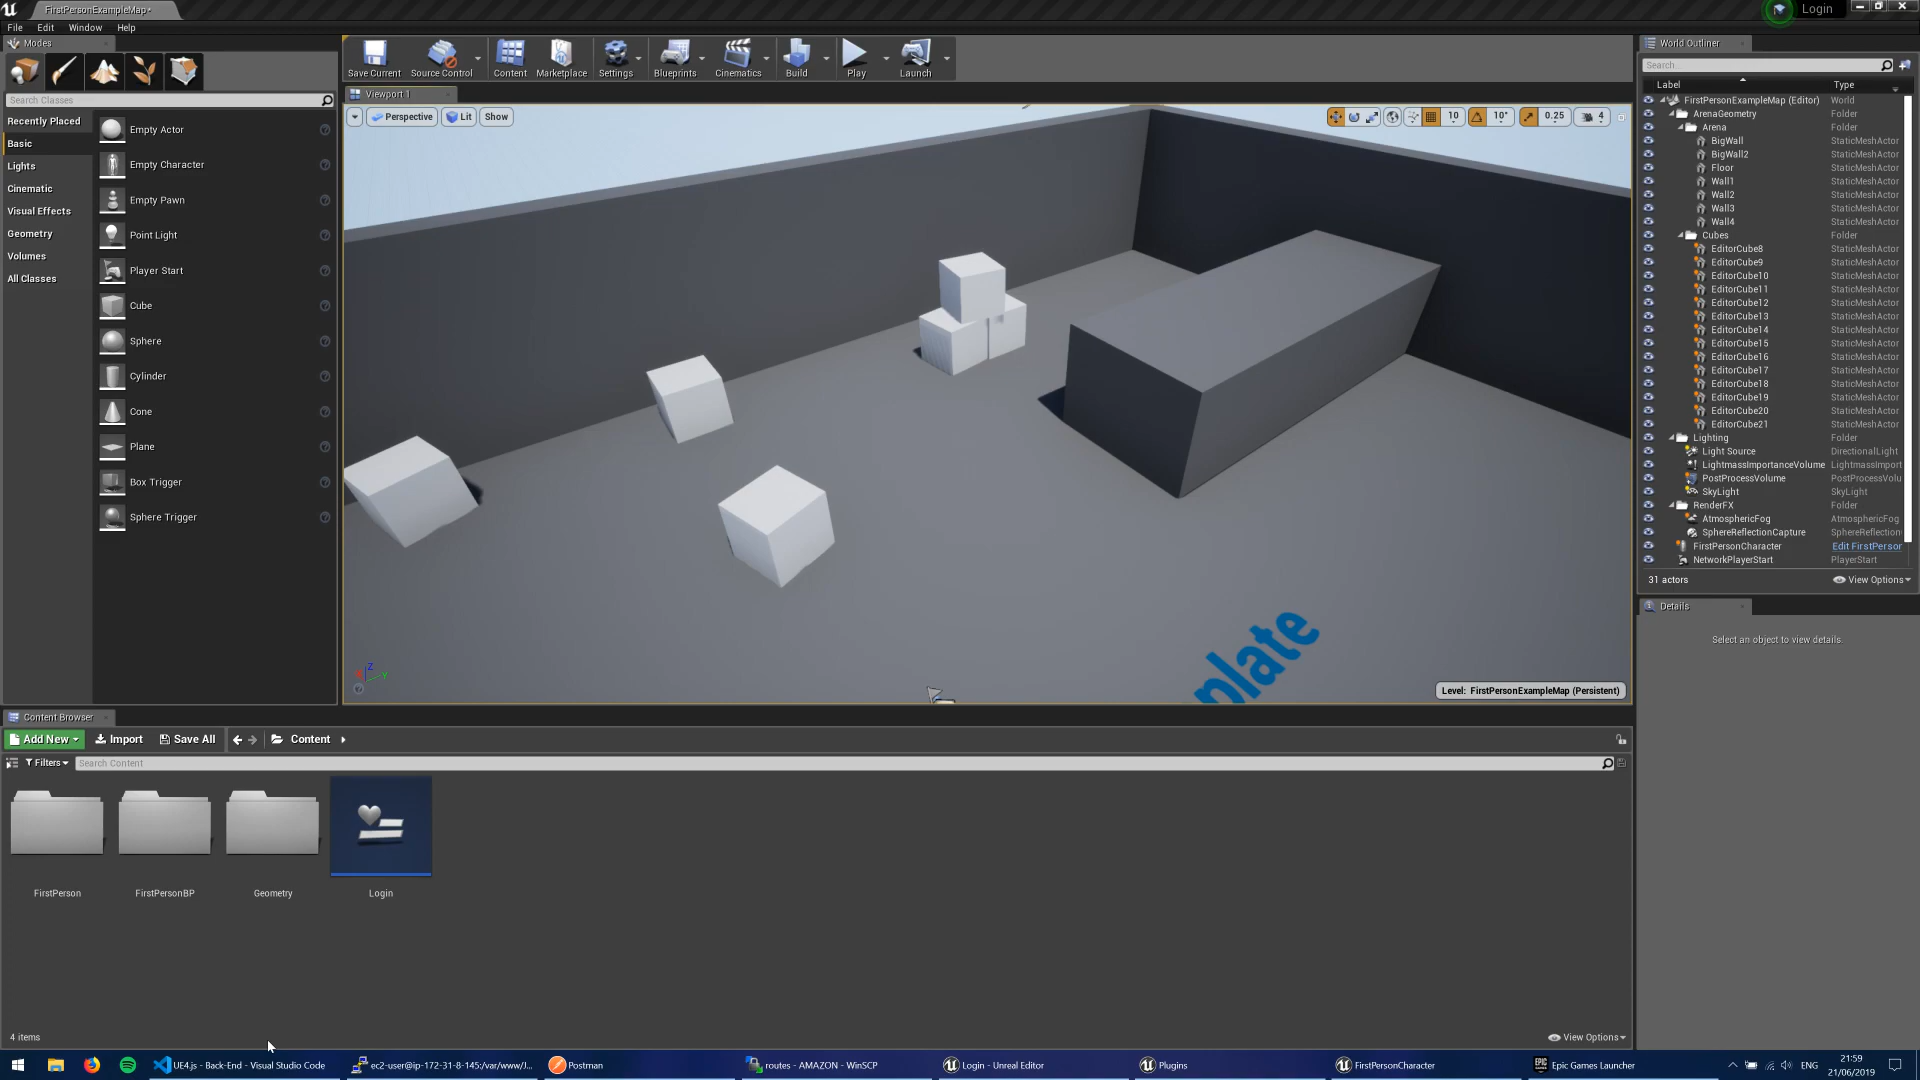 FirstPersonExampleMap•
Login
File Edit Window Help
Modes
Search Classes
Recently Placed
Basic
Lights
Cinematic
Visual Effects
Geometry
Volumes
All Classes
Empty Actor
Empty Character
Empty Pawn
Point Light
Player Start
Cube
Sphere
Cylinder
Cone
Plane
Box Trigger
Sphere Trigger
Save Current Source Control Content Marketplace Settings Blueprints Cinematics Build Play Launch
Viewport 1
Perspective Lit Show
10 10° 0.25 4
plate
Level: FirstPersonExampleMap (Persistent)
World Outliner
Search...
Label Type
FirstPersonExampleMap (Editor) World
ArenaGeometry Folder
Arena Folder
BigWall StaticMeshActor
BigWall2 StaticMeshActor
Floor StaticMeshActor
Wall1 StaticMeshActor
Wall2 StaticMeshActor
Wall3 StaticMeshActor
Wall4 StaticMeshActor
Cubes Folder
EditorCube8 StaticMeshActor
EditorCube9 StaticMeshActor
EditorCube10 StaticMeshActor
EditorCube11 StaticMeshActor
EditorCube12 StaticMeshActor
EditorCube13 StaticMeshActor
EditorCube14 StaticMeshActor
EditorCube15 StaticMeshActor
EditorCube16 StaticMeshActor
EditorCube17 StaticMeshActor
EditorCube18 StaticMeshActor
EditorCube19 StaticMeshActor
EditorCube20 StaticMeshActor
EditorCube21 StaticMeshActor
Lighting Folder
Light Source DirectionalLight
LightmassImportanceVolume LightmassImport
PostProcessVolume PostProcessVolu
SkyLight SkyLight
RenderFX Folder
AtmosphericFog AtmosphericFog
SphereReflectionCapture SphereReflection
FirstPersonCharacter Edit FirstPerson
NetworkPlayerStart PlayerStart
31 actors View Options
Details
Select an object to view details.
Content Browser
Add New Import Save All Content
Filters Search Content
FirstPerson FirstPersonBP Geometry Login
4 items View Options
UE4.js - Back-End - Visual Studio Code ec2-user@ip-172-31-8-145:/var/www/J... Postman routes - AMAZON - WinSCP Login - Unreal Editor Plugins FirstPersonCharacter Epic Games Launcher ENG 21:59
21/06/2019